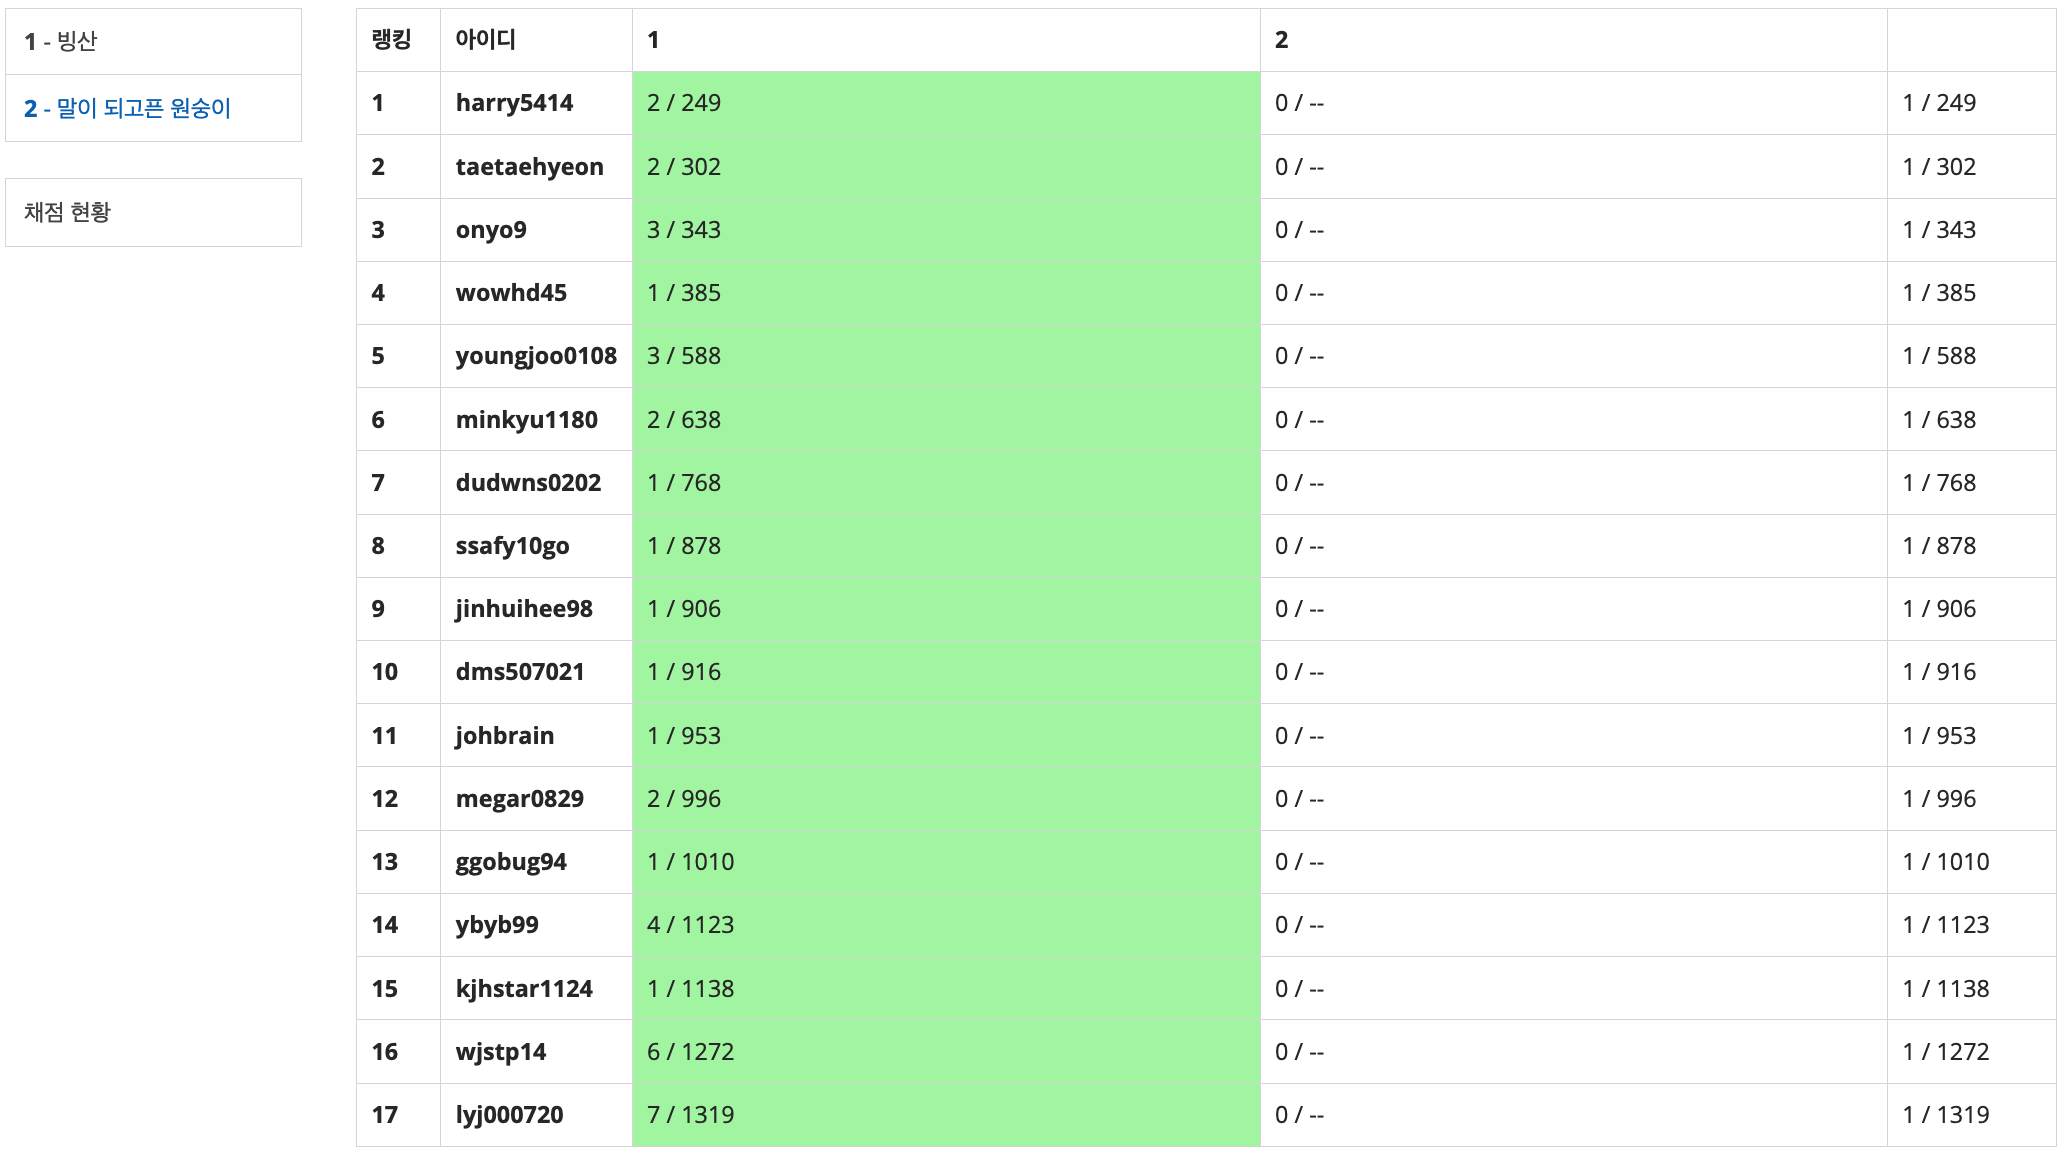 1 - 빙산
2 - 말이 되고픈 원숭이
채점 현황
랭킹 아이디 1 2
1 harry5414 2 / 249 0 / -- 1 / 249
2 taetaehyeon 2 / 302 0 / -- 1 / 302
3 onyo9 3 / 343 0 / -- 1 / 343
4 wowhd45 1 / 385 0 / -- 1 / 385
5 youngjoo0108 3 / 588 0 / -- 1 / 588
6 minkyu1180 2 / 638 0 / -- 1 / 638
7 dudwns0202 1 / 768 0 / -- 1 / 768
8 ssafy10go 1 / 878 0 / -- 1 / 878
9 jinhuihee98 1 / 906 0 / -- 1 / 906
10 dms507021 1 / 916 0 / -- 1 / 916
11 johbrain 1 / 953 0 / -- 1 / 953
12 megar0829 2 / 996 0 / -- 1 / 996
13 ggobug94 1 / 1010 0 / -- 1 / 1010
14 ybyb99 4 / 1123 0 / -- 1 / 1123
15 kjhstar1124 1 / 1138 0 / -- 1 / 1138
16 wjstp14 6 / 1272 0 / -- 1 / 1272
17 lyj000720 7 / 1319 0 / -- 1 / 1319